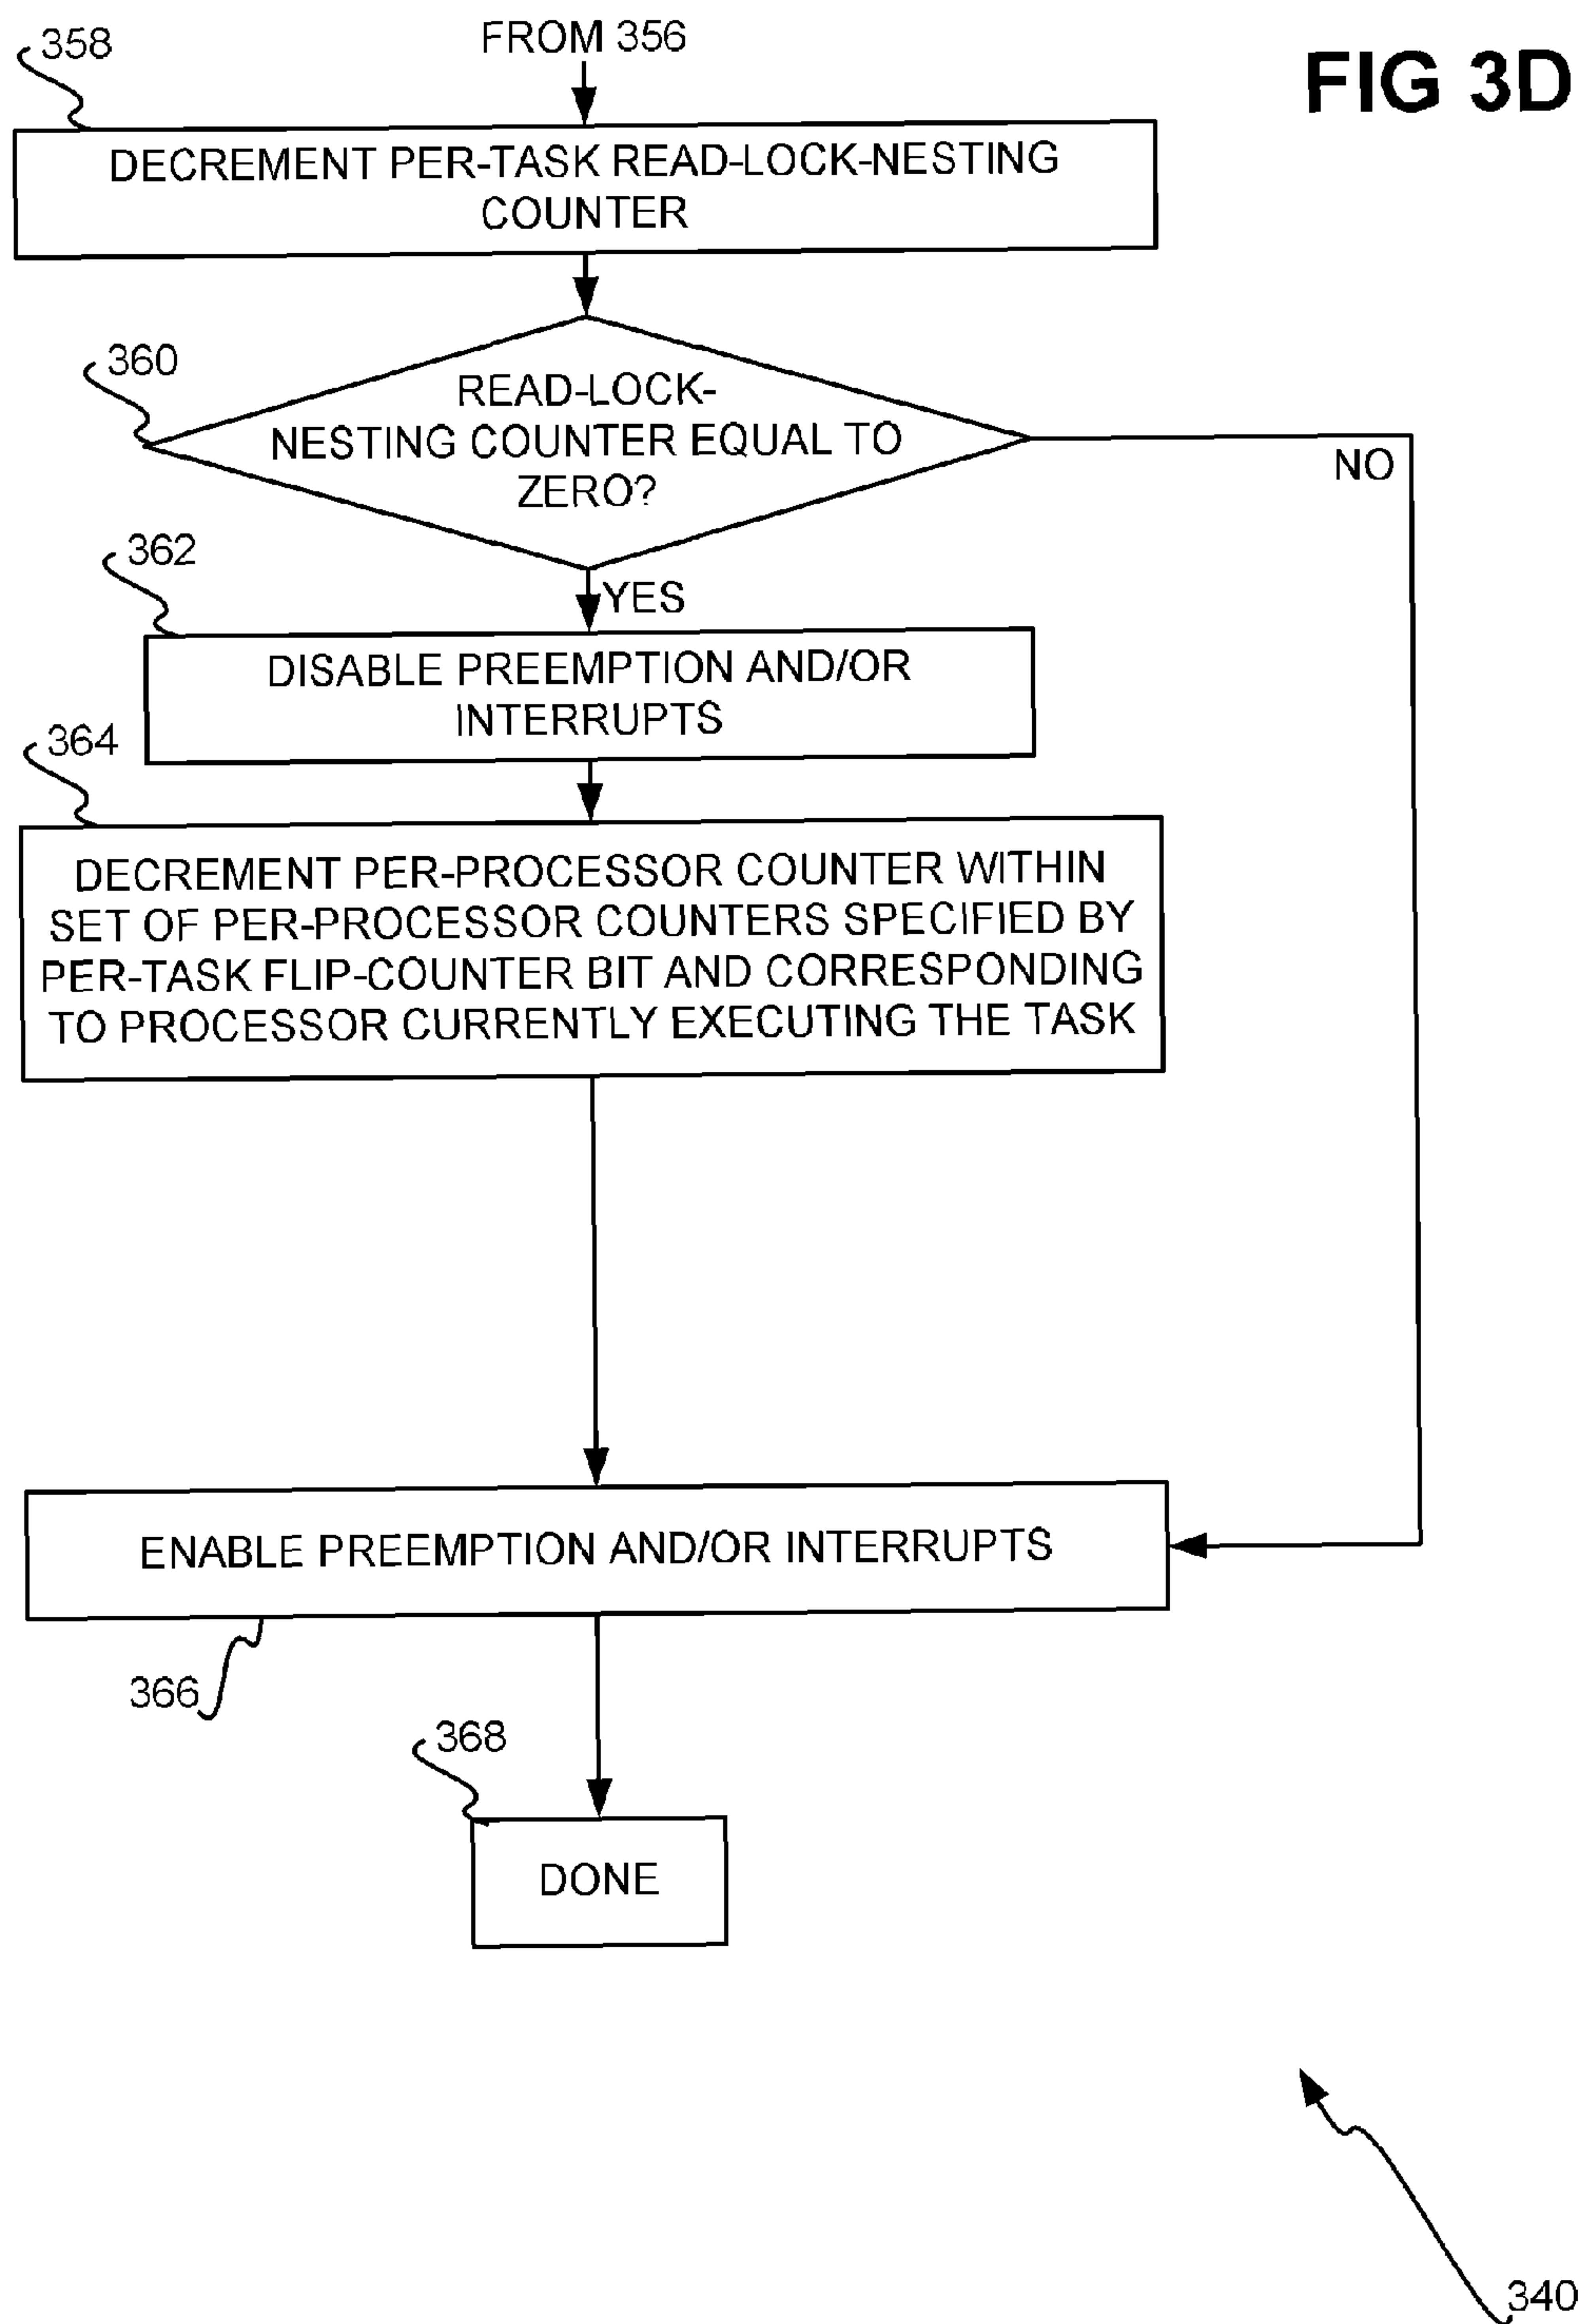 FROM 356
358
FIG 3D
DECREMENT PER-TASK READ-LOCK-NESTING
COUNTER
360
READ-LOCK-
NESTING COUNTER EQUAL TO
ZERO?
NO
362
YES
DISABLE PREEMPTION AND/OR
INTERRUPTS
364
DECREMENT PER-PROCESSOR COUNTER WITHIN
SET OF PER-PROCESSOR COUNTERS SPECIFIED BY
PER-TASK FLIP-COUNTER BIT AND CORRESPONDING
TO PROCESSOR CURRENTLY EXECUTING THE TASK
ENABLE PREEMPTION AND/OR INTERRUPTS
366
368
DONE
340